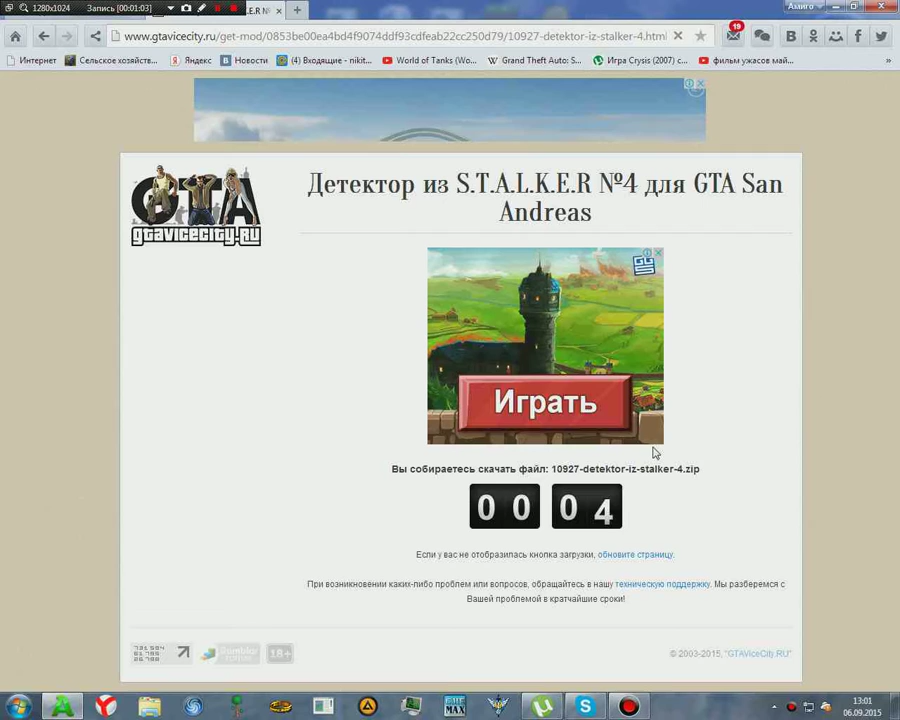 1280x1024 Запись [00:01:03]
.E.R №4
Амиго
www.gtavicecity.ru/get-mod/0853be00ea4bd4f9074ddf93cdfeab22cc250d79/10927-detektor-iz-stalker-4.html
19
Интернет Сельское хозяйств... Яндекс Новости (4) Входящие - nikit... World of Tanks (Wo... Grand Theft Auto: S... Игра Crysis (2007) с... фильм ужасов май... »
GTA
gtavicecity.ru
Детектор из S.T.A.L.K.E.R №4 для GTA San
Andreas
Играть
Вы собираетесь скачать файл: 10927-detektor-iz-stalker-4.zip
00 04
Если у вас не отобразилась кнопка загрузки, обновите страницу.
При возникновении каких-либо проблем или вопросов, обращайтесь в нашу техническую поддержку. Мы разберемся с
Вашей проблемой в кратчайшие сроки!
18+
© 2003-2015, "GTAViceCity.RU"
13:01
06.09.2015